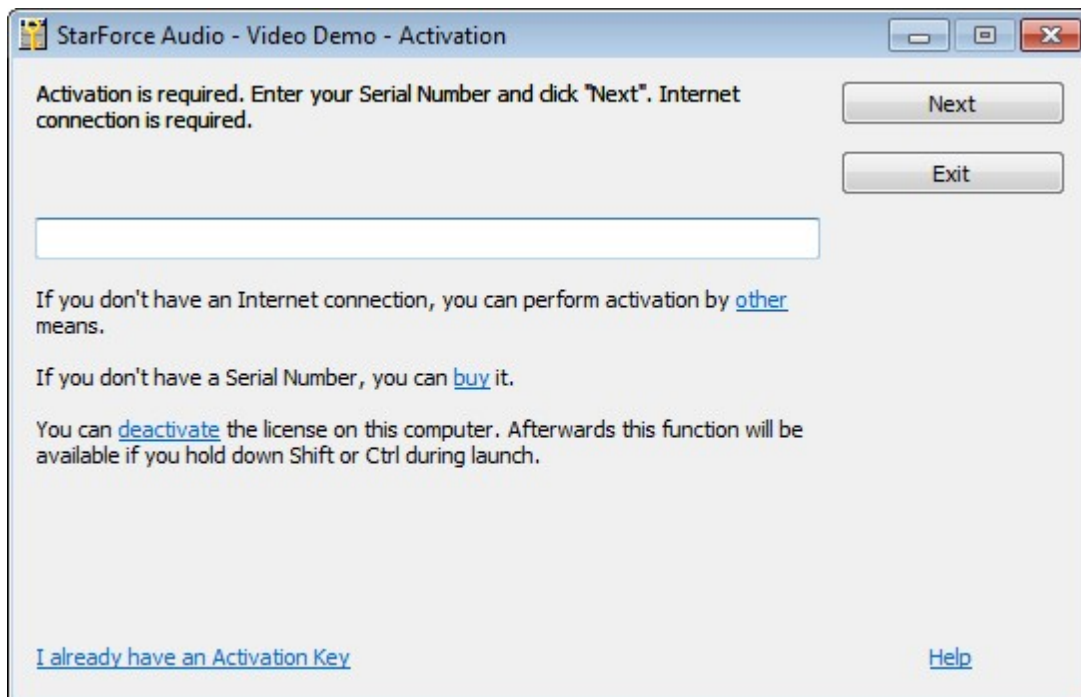 StarForce Audio - Video Demo - Activation
Activation is required. Enter your Serial Number and click "Next". Internet
connection is required.
Next
Exit
If you don't have an Internet connection, you can perform activation by other
means.
If you don't have a Serial Number, you can buy it.
You can deactivate the license on this computer. Afterwards this function will be
available if you hold down Shift or Ctrl during launch.
I already have an Activation Key
Help